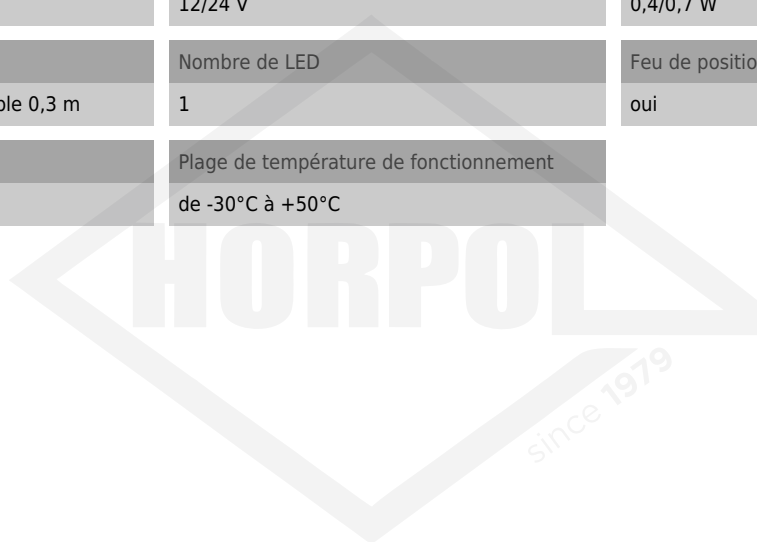 12/24 V
0,4/0,7 W
Nombre de LED
Feu de positio
ble 0,3 m
1
oui
Plage de température de fonctionnement
de -30°C à +50°C
HORPOL
since 1979